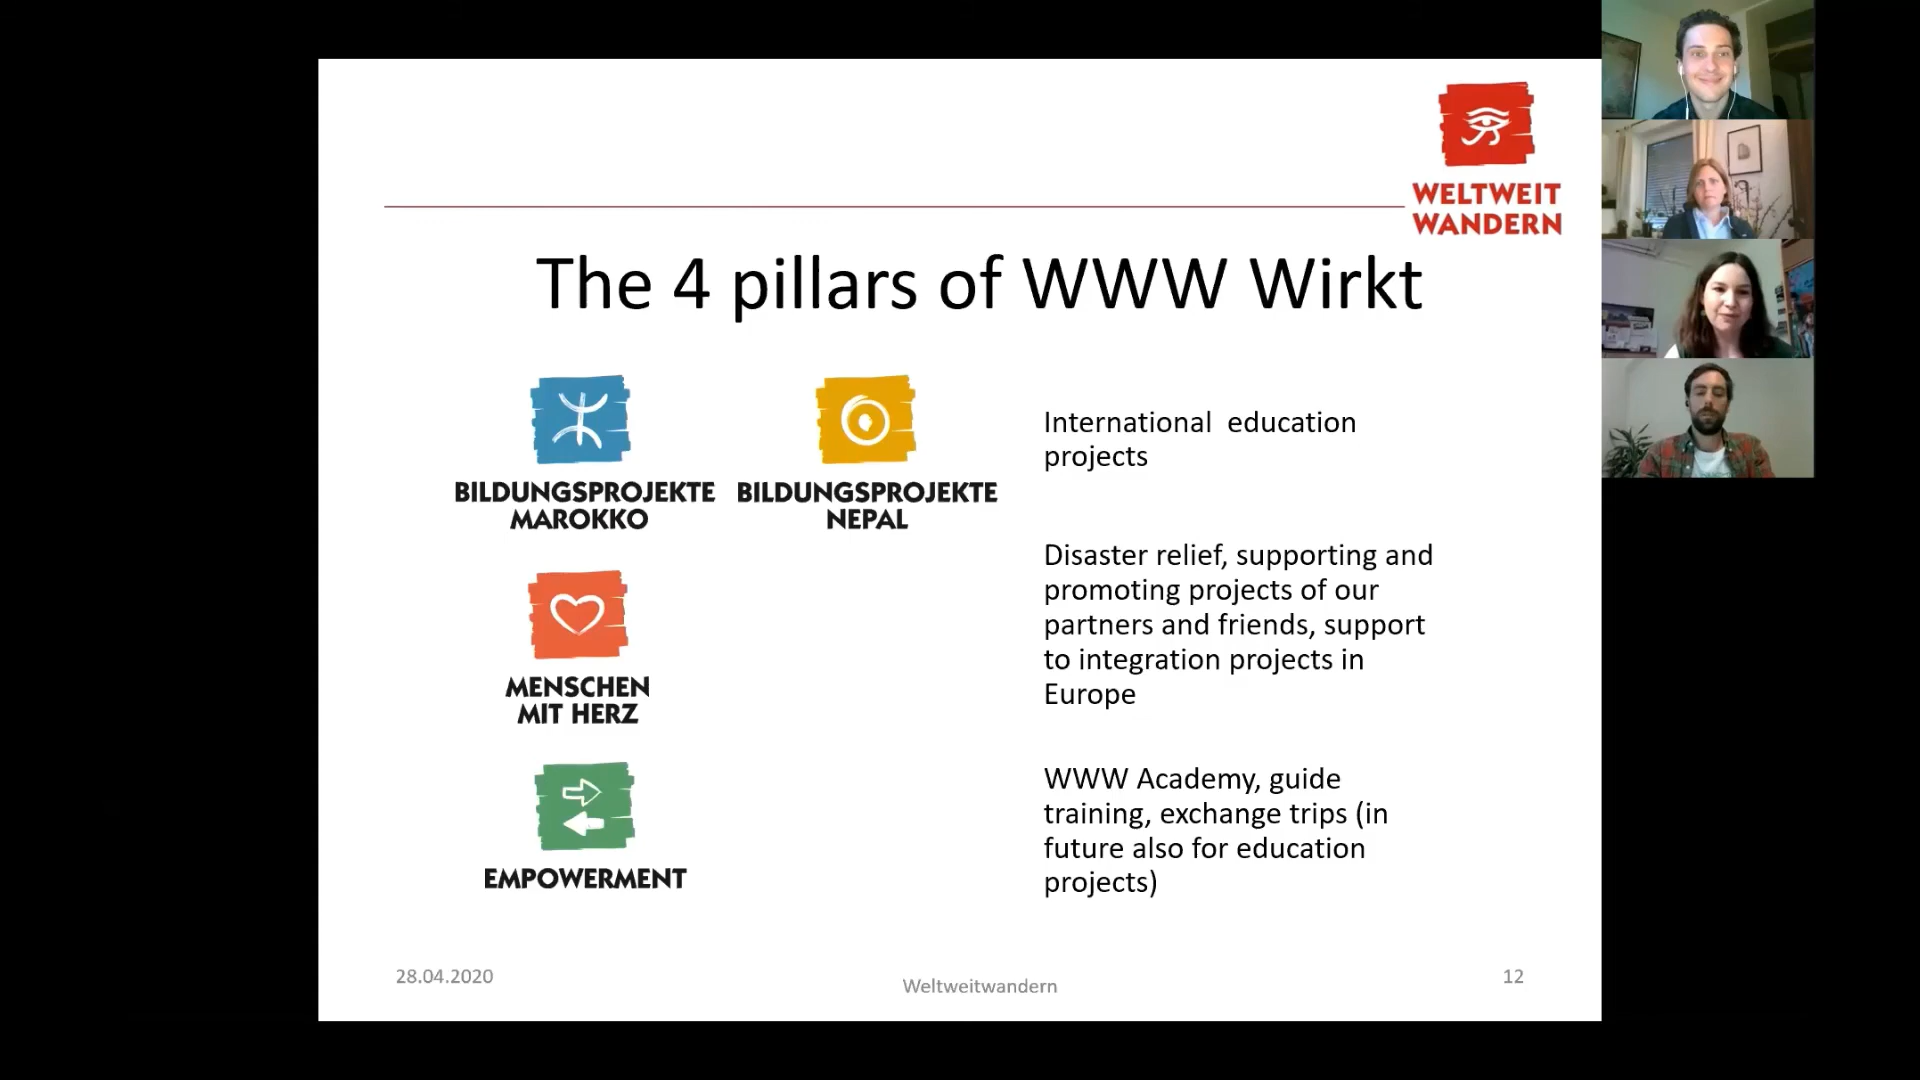 WELTWEIT
WANDERN
The 4 pillars of WWW Wirkt
BILDUNGSPROJEKTE
MAROKKO
BILDUNGSPROJEKTE
NEPAL
International education
projects
MENSCHEN
MIT HERZ
Disaster relief, supporting and
promoting projects of our
partners and friends, support
to integration projects in
Europe
EMPOWERMENT
WWW Academy, guide
training, exchange trips (in
future also for education
projects)
28.04.2020
Weltweitwandern
12